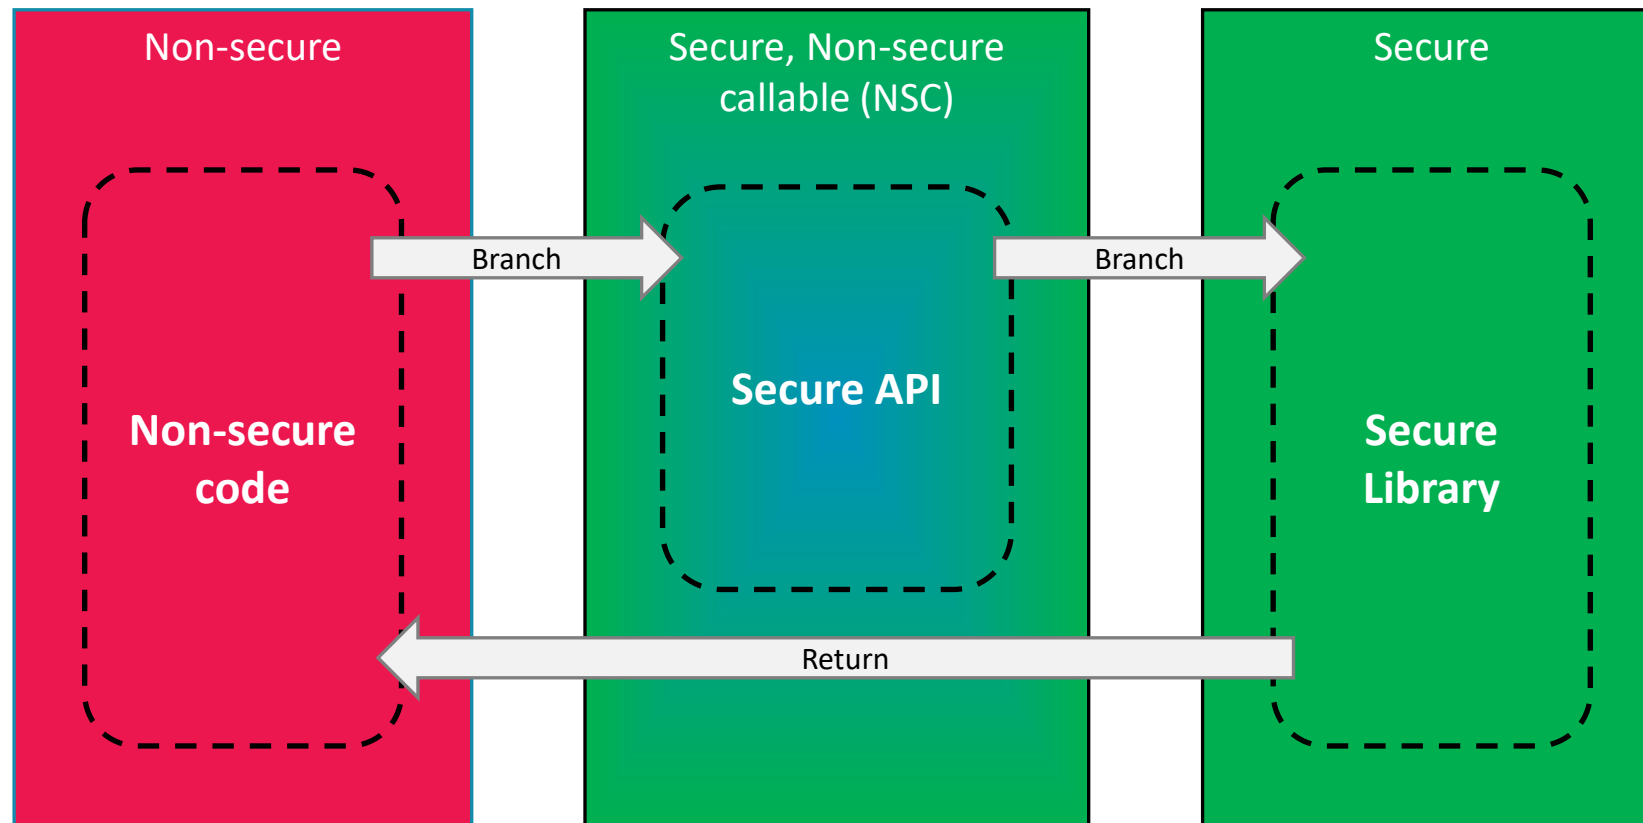 Non-secure
Secure, Non-secure
callable (NSC)
Secure
Branch
Branch
Secure API
Non-secure
code
Secure
Library
Return